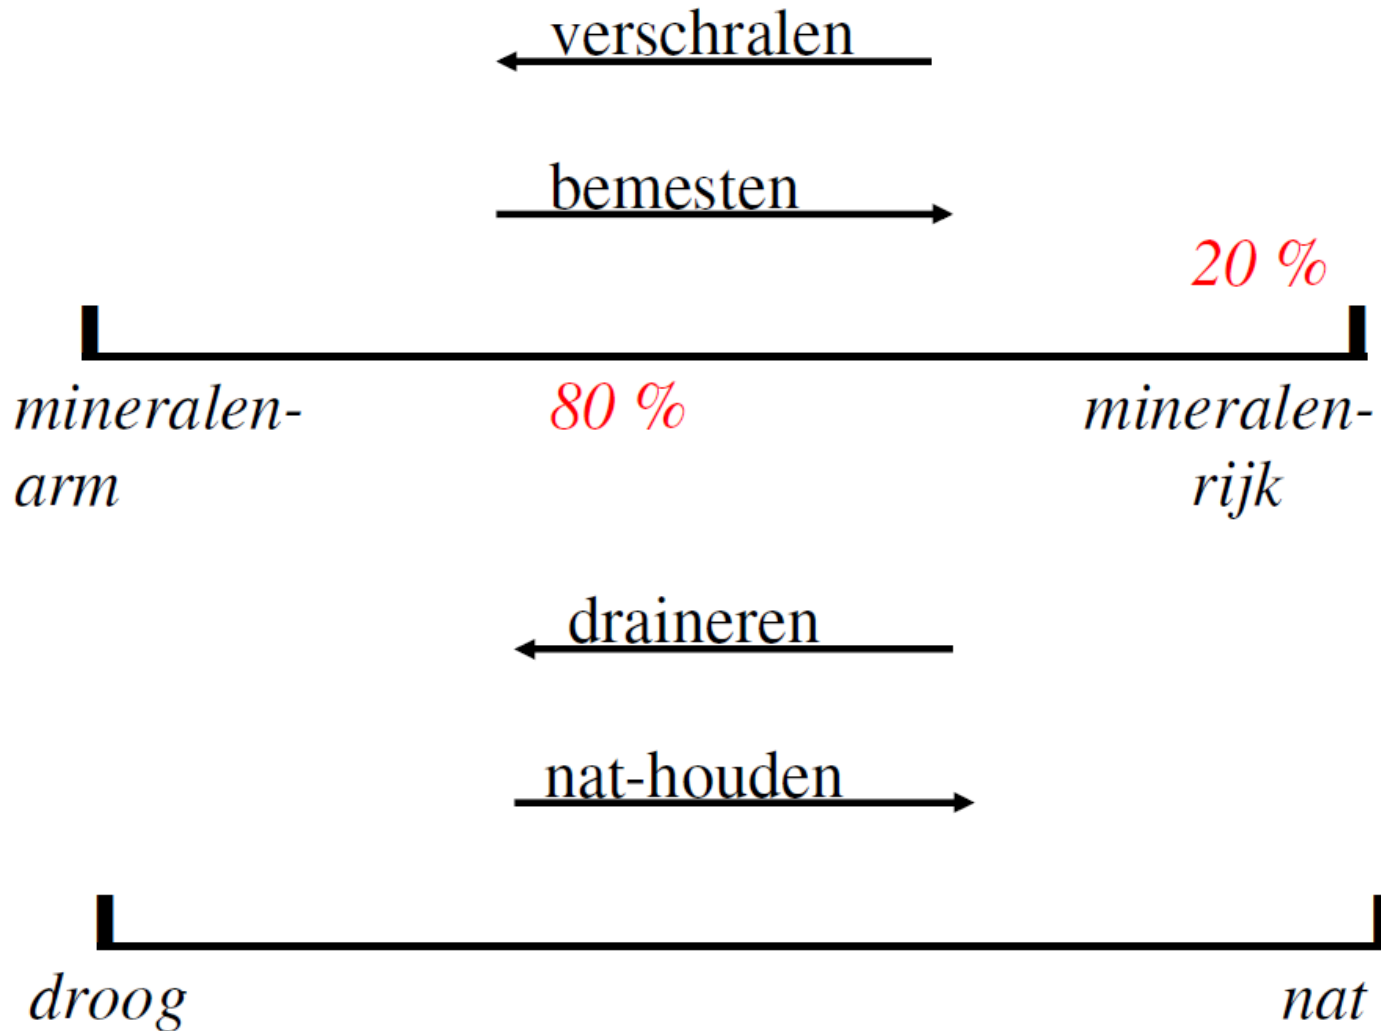 verschralen
bemesten
20 %
mineralen-
arm
80 %
mineralen-
rijk
draineren
nat-houden
droog
nat